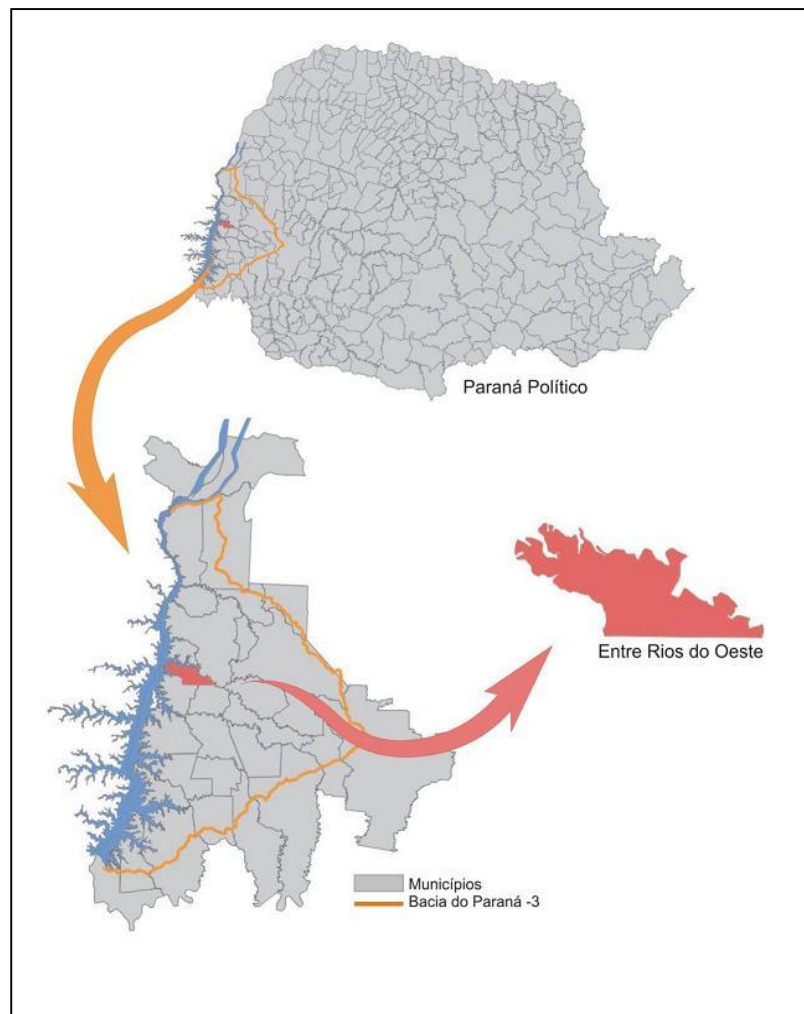 Paraná Político
Entre Rios do Oeste
Municípios
Bacia do Paraná -3